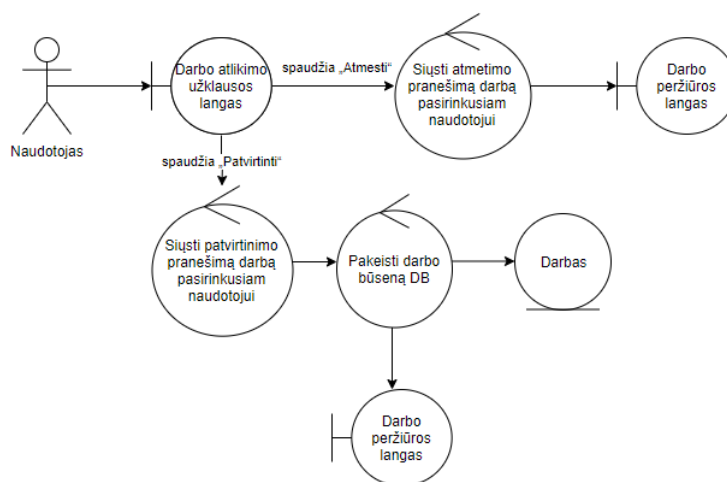 Naudotojas
Darbo atlikimo
užklausos
langas
spaudžia „Atmesti“
Siųsti atmetimo
pranešimą darbą
pasirinkusiam
naudotojui
Darbo
peržiūros
langas
spaudžia „Patvirtinti“
Siųsti patvirtinimo
pranešimą darbą
pasirinkusiam
naudotojui
Pakeisti darbo
būseną DB
Darbas
Darbo
peržiūros
langas